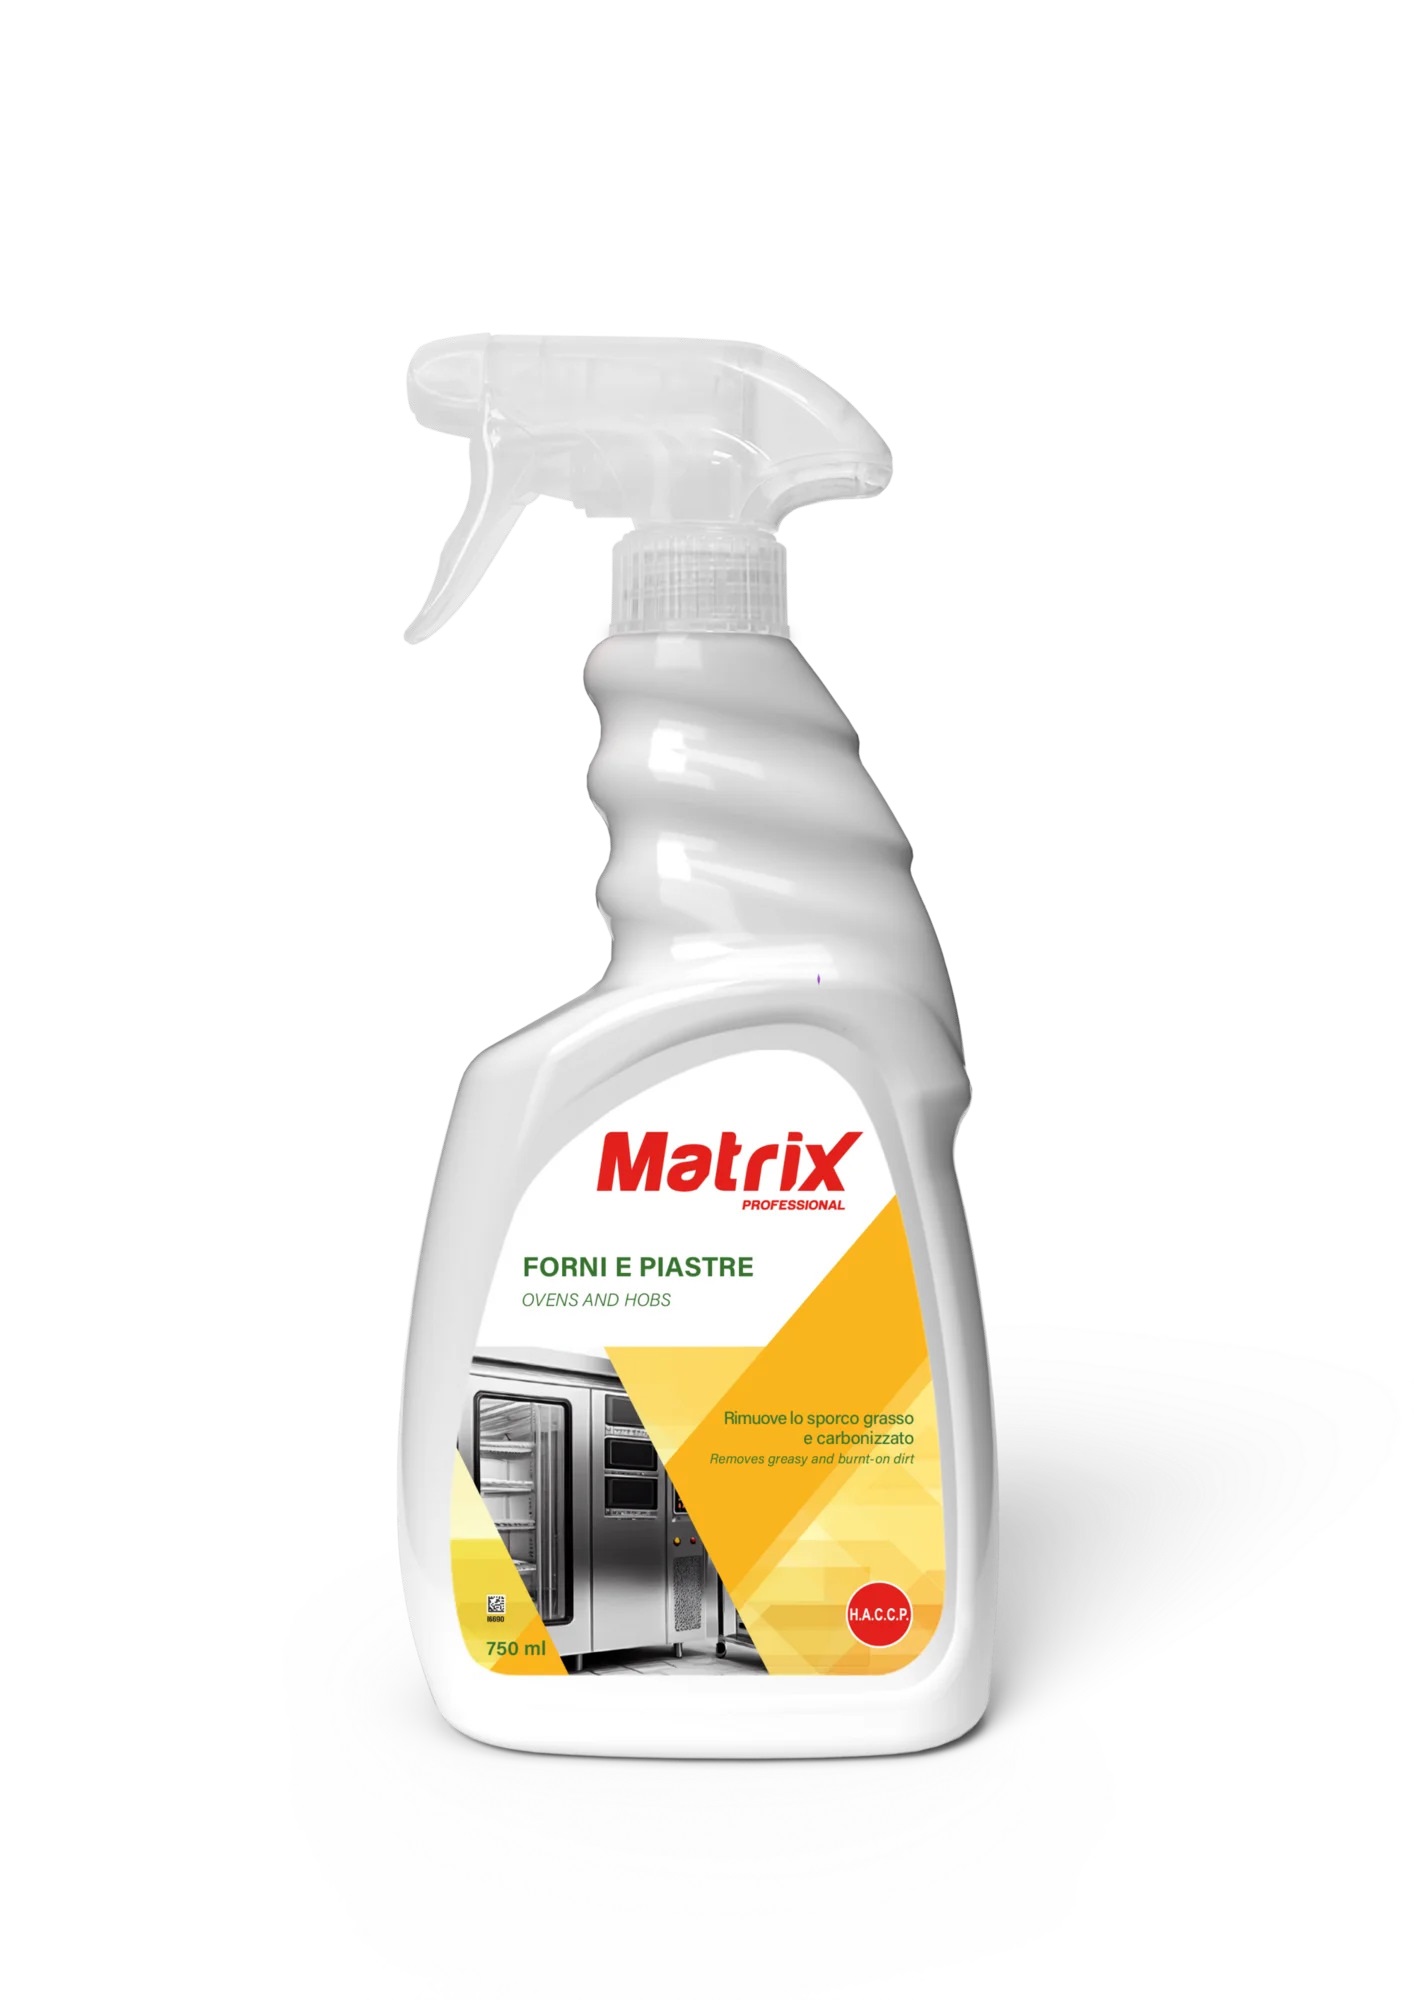 Matrix
PROFESSIONAL
FORNI E PIASTRE
OVENS AND HOBS
Rimuove lo sporco grasso
e carbonizzato
Removes greasy and burnt-on dirt
H.A.C.C.P.
750 ml